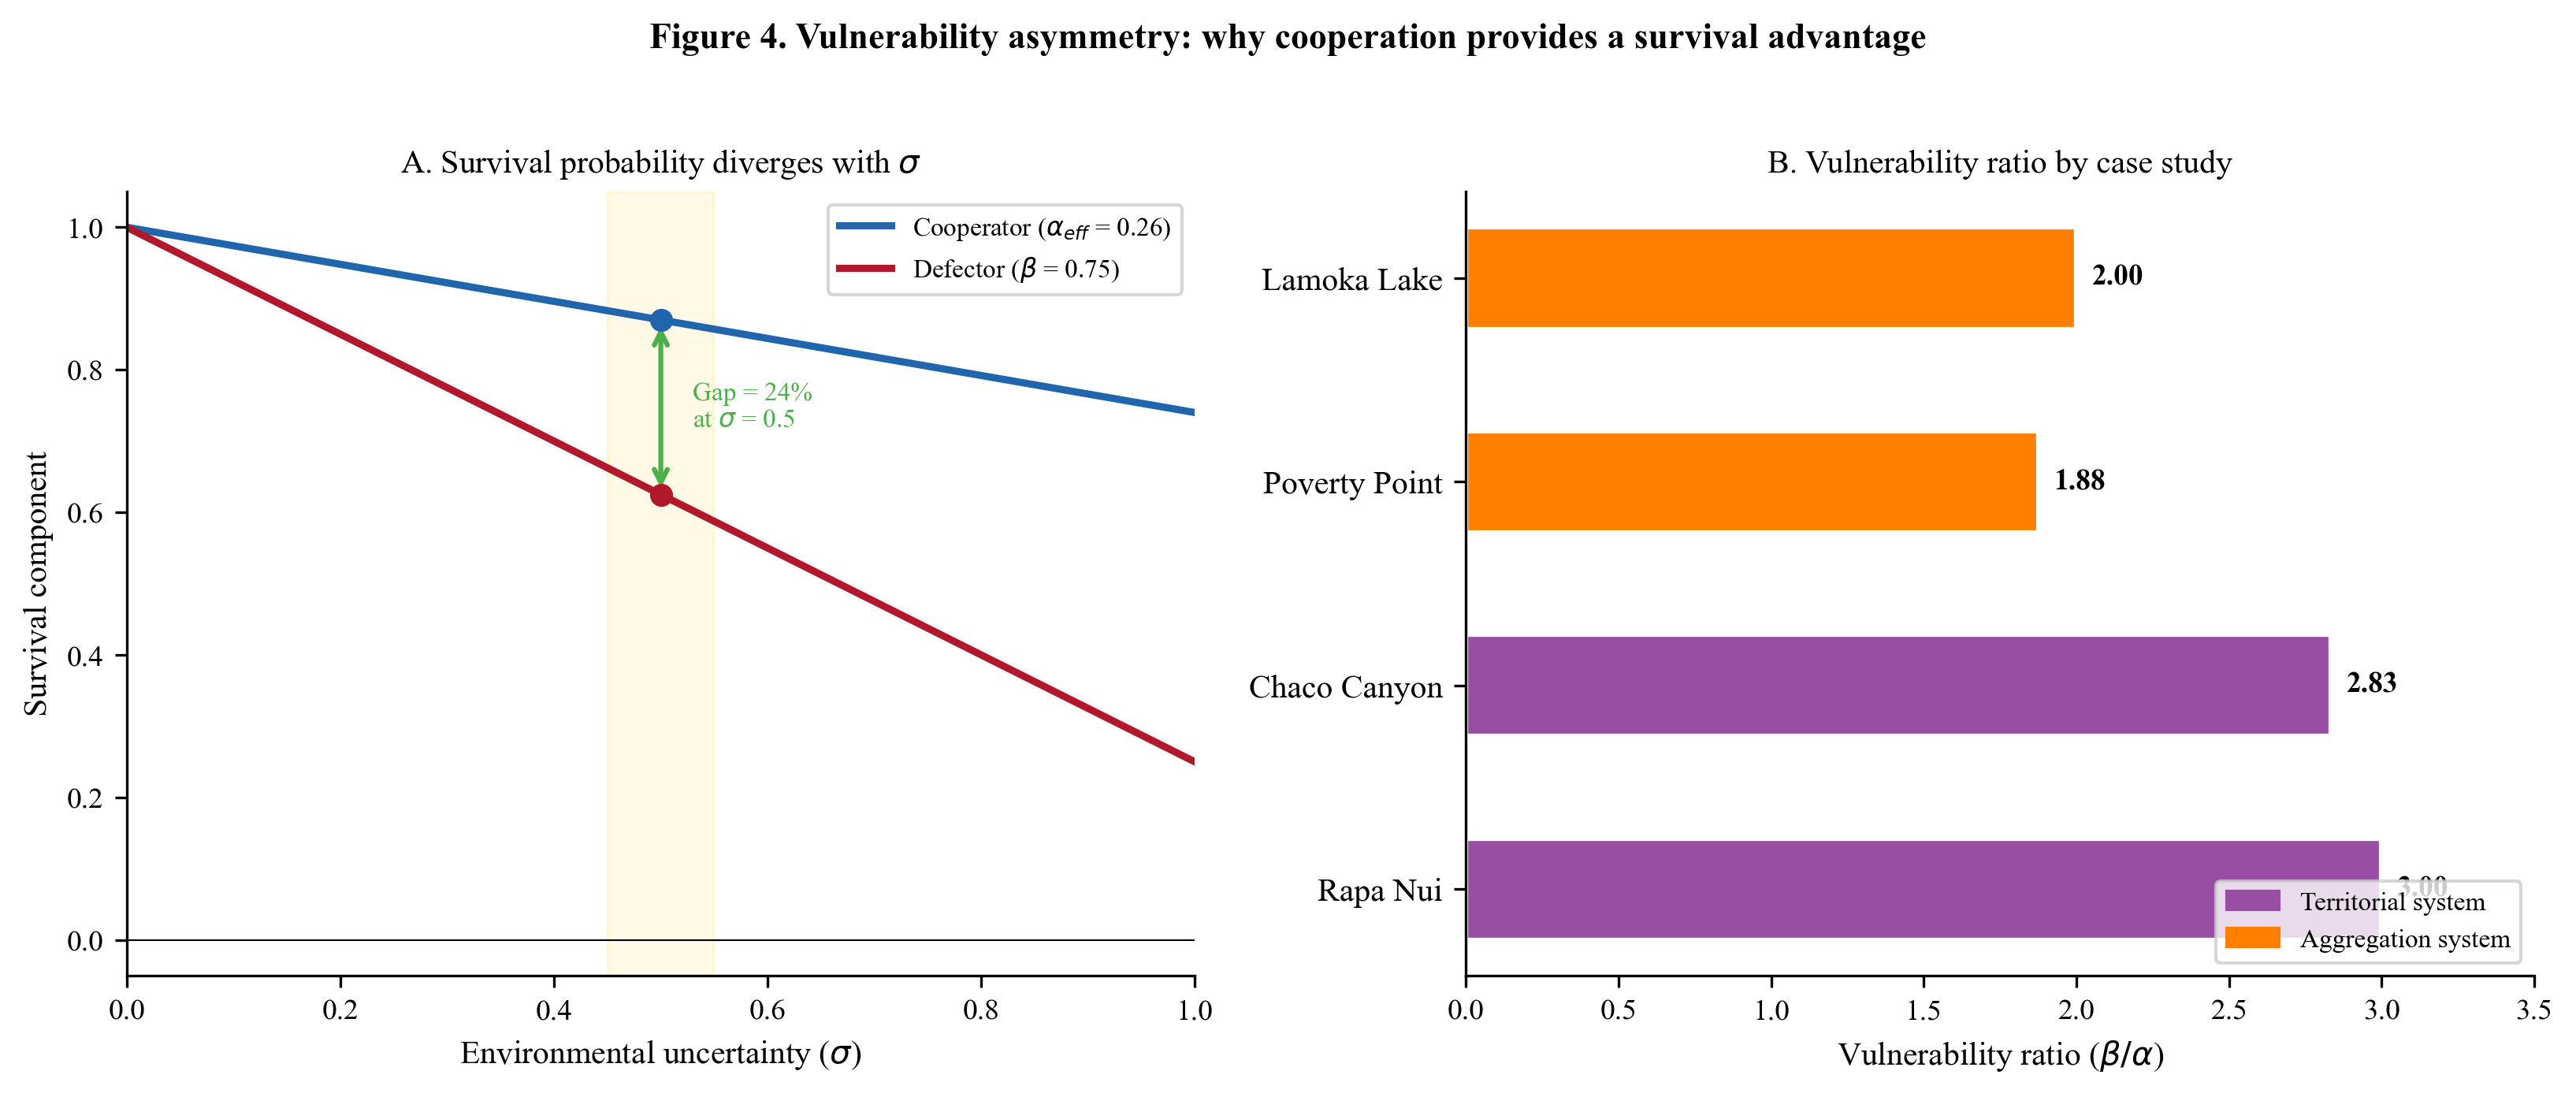 Figure 4. Vulnerability asymmetry: why cooperation provides a survival advantage
A. Survival probability diverges with σ
Survival component
1.0
0.8
0.6
0.4
0.2
0.0
Cooperator (α_eff = 0.26)
Defector (β = 0.75)
Gap = 24%
at σ = 0.5
0.0 0.2 0.4 0.6 0.8 1.0
Environmental uncertainty (σ)
B. Vulnerability ratio by case study
Lamoka Lake 2.00
Poverty Point 1.88
Chaco Canyon 2.83
Rapa Nui 3.00
Territorial system
Aggregation system
0.0 0.5 1.0 1.5 2.0 2.5 3.0 3.5
Vulnerability ratio (β/α)